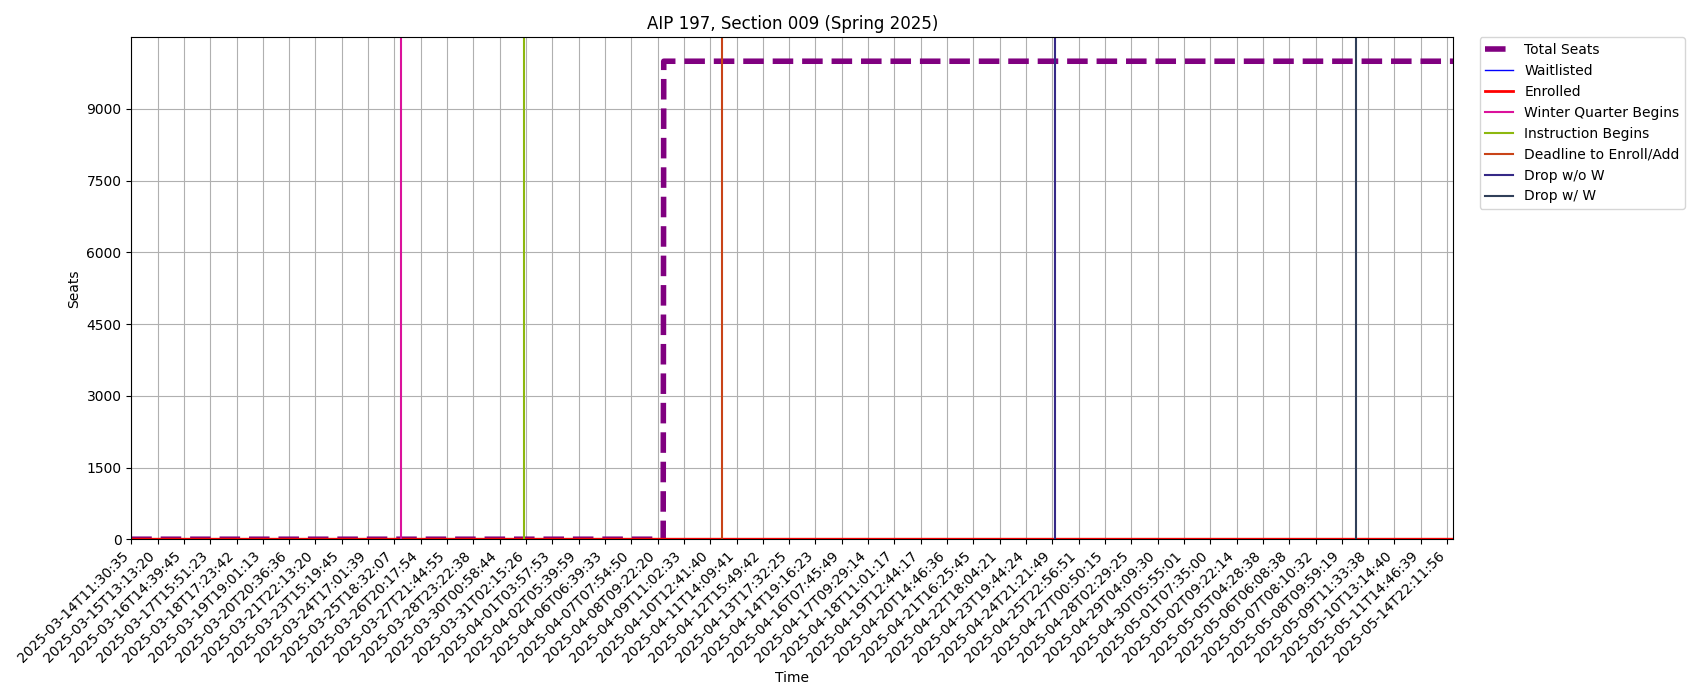 AIP 197, Section 009 (Spring 2025)
Total Seats
Waitlisted
Enrolled
Winter Quarter Begins
Instruction Begins
Deadline to Enroll/Add
Drop w/o W
Drop w/ W
9000
7500
6000
4500
3000
1500
0
Seats
2025-03-14T11:30:35
2025-03-15T13:13:20
2025-03-16T14:39:45
2025-03-17T15:51:23
2025-03-18T17:23:42
2025-03-19T19:01:13
2025-03-20T20:36:36
2025-03-21T22:13:20
2025-03-23T15:19:45
2025-03-24T17:01:39
2025-03-25T18:32:07
2025-03-26T20:17:54
2025-03-27T21:44:55
2025-03-28T23:22:38
2025-03-30T00:58:44
2025-03-31T02:15:26
2025-04-01T03:57:53
2025-04-02T05:39:59
2025-04-06T06:39:33
2025-04-07T07:54:50
2025-04-08T09:22:20
2025-04-09T11:02:33
2025-04-10T12:41:40
2025-04-11T14:09:41
2025-04-12T15:49:42
2025-04-13T17:32:25
2025-04-14T19:16:23
2025-04-16T07:45:49
2025-04-17T09:29:14
2025-04-18T11:01:17
2025-04-19T12:44:17
2025-04-20T14:46:36
2025-04-21T16:25:45
2025-04-22T18:04:21
2025-04-23T19:44:24
2025-04-24T21:21:49
2025-04-25T22:56:51
2025-04-27T00:50:15
2025-04-28T02:29:25
2025-04-29T04:09:30
2025-04-30T05:55:01
2025-05-01T07:35:00
2025-05-02T09:22:14
2025-05-05T04:28:38
2025-05-06T06:08:38
2025-05-07T08:10:32
2025-05-08T09:59:19
2025-05-09T11:33:38
2025-05-10T13:14:40
2025-05-11T14:46:39
2025-05-14T22:11:56
Time